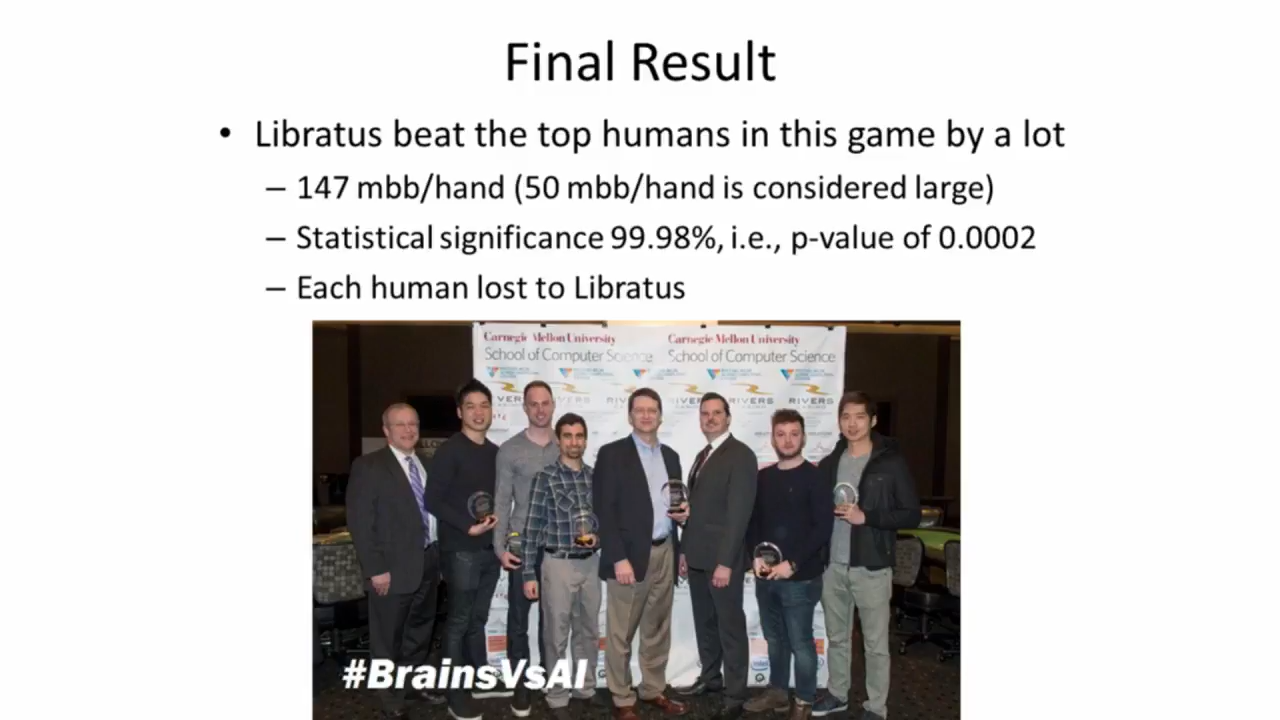 Final Result
• Libratus beat the top humans in this game by a lot
– 147 mbb/hand (50 mbb/hand is considered large)
– Statistical significance 99.98%, i.e., p-value of 0.0002
– Each human lost to Libratus
Carnegie Mellon University Carnegie Mellon University
School of Computer Science School of Computer Science
RIVERS
RIVERS
#BrainsVsAI